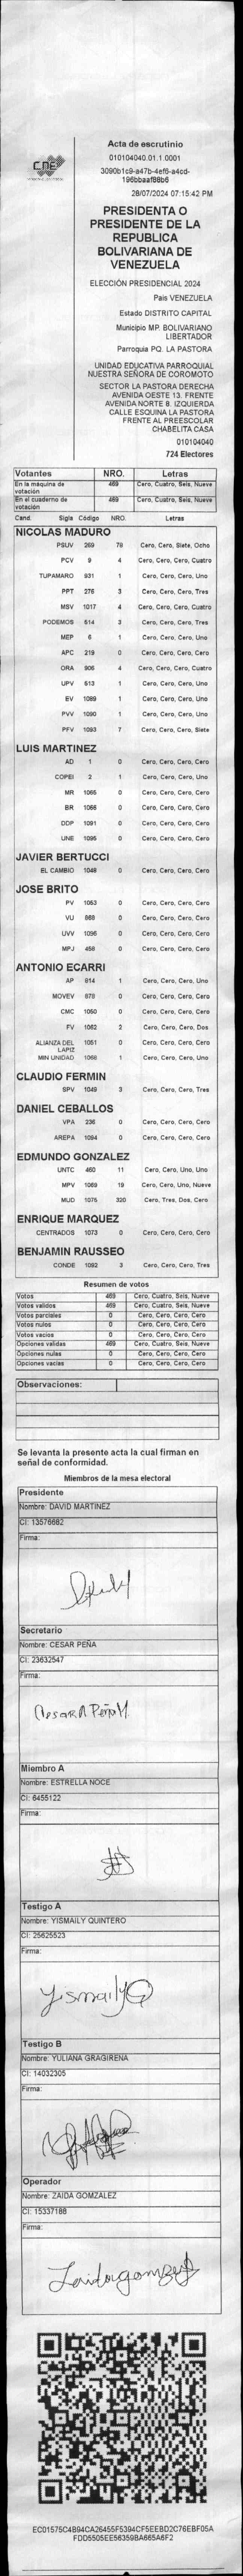 CNE
Acta de escrutinio
010104040.01.1.0001
3090b1c9-a47b-4ef6-a4cd-
196bbaaf88b6
28/07/2024 07:15:42 PM
PRESIDENTA O
PRESIDENTE DE LA
REPUBLICA
BOLIVARIANA DE
VENEZUELA
ELECCIÓN PRESIDENCIAL 2024
País VENEZUELA
Estado DISTRITO CAPITAL
Municipio MP. BOLIVARIANO
LIBERTADOR
Parroquia PQ. LA PASTORA
UNIDAD EDUCATIVA PARROQUIAL
NUESTRA SEÑORA DE COROMOTO
SECTOR LA PASTORA DERECHA
AVENIDA OESTE 13. FRENTE
AVENIDA NORTE 8. IZQUIERDA
CALLE ESQUINA LA PASTORA
FRENTE AL PREESCOLAR
CHABELITA CASA
010104040
724 Electores
Votantes NRO. Letras
En la máquina de votación 469 Cero, Cuatro, Seis, Nueve
En el cuaderno de votación 469 Cero, Cuatro, Seis, Nueve
Cand. Sigla Código NRO. Letras
NICOLAS MADURO
PSUV 269 78 Cero, Cero, Siete, Ocho
PCV 9 4 Cero, Cero, Cero, Cuatro
TUPAMARO 931 1 Cero, Cero, Cero, Uno
PPT 276 3 Cero, Cero, Cero, Tres
MSV 1017 4 Cero, Cero, Cero, Cuatro
PODEMOS 614 3 Cero, Cero, Cero, Tres
MEP 6 1 Cero, Cero, Cero, Uno
APC 219 0 Cero, Cero, Cero, Cero
ORA 906 4 Cero, Cero, Cero, Cuatro
UPV 613 1 Cero, Cero, Cero, Uno
EV 1089 1 Cero, Cero, Cero, Uno
PVV 1090 1 Cero, Cero, Cero, Uno
PFV 1093 7 Cero, Cero, Cero, Siete
LUIS MARTINEZ
AD 1 0 Cero, Cero, Cero, Cero
COPEI 2 1 Cero, Cero, Cero, Uno
MR 1065 0 Cero, Cero, Cero, Cero
BR 1066 0 Cero, Cero, Cero, Cero
DDP 1091 0 Cero, Cero, Cero, Cero
UNE 1095 0 Cero, Cero, Cero, Cero
JAVIER BERTUCCI
EL CAMBIO 1048 0 Cero, Cero, Cero, Cero
JOSE BRITO
PV 1053 0 Cero, Cero, Cero, Cero
VU 868 0 Cero, Cero, Cero, Cero
UVV 1096 0 Cero, Cero, Cero, Cero
MPJ 458 0 Cero, Cero, Cero, Cero
ANTONIO ECARRI
AP 814 1 Cero, Cero, Cero, Uno
MOVEV 879 0 Cero, Cero, Cero, Cero
CMC 1050 0 Cero, Cero, Cero, Cero
FV 1062 2 Cero, Cero, Cero, Dos
ALIANZA DEL LAPIZ 1051 0 Cero, Cero, Cero, Cero
MIN UNIDAD 1068 1 Cero, Cero, Cero, Uno
CLAUDIO FERMIN
SPV 1049 3 Cero, Cero, Cero, Tres
DANIEL CEBALLOS
VPA 236 0 Cero, Cero, Cero, Cero
AREPA 1094 0 Cero, Cero, Cero, Cero
EDMUNDO GONZALEZ
UNTC 460 11 Cero, Cero, Uno, Uno
MPV 1069 19 Cero, Cero, Uno, Nueve
MUD 1075 320 Cero, Tres, Dos, Cero
ENRIQUE MARQUEZ
CENTRADOS 1073 0 Cero, Cero, Cero, Cero
BENJAMIN RAUSSEO
CONDE 1092 3 Cero, Cero, Cero, Tres
Resumen de votos
Votos 469 Cero, Cuatro, Seis, Nueve
Votos validos 469 Cero, Cuatro, Seis, Nueve
Votos parciales 0 Cero, Cero, Cero, Cero
Votos nulos 0 Cero, Cero, Cero, Cero
Votos vacios 0 Cero, Cero, Cero, Cero
Opciones validas 469 Cero, Cuatro, Seis, Nueve
Opciones nulas 0 Cero, Cero, Cero, Cero
Opciones vacias 0 Cero, Cero, Cero, Cero
Observaciones:
Se levanta la presente acta la cual firman en
señal de conformidad.
Miembros de la mesa electoral
Presidente
Nombre: DAVID MARTINEZ
CI: 13576682
Firma:
Secretario
Nombre: CESAR PEÑA
CI: 23632547
Firma:
Cesar A Peña M.
Miembro A
Nombre: ESTRELLA NOCE
CI: 6455122
Firma:
Testigo A
Nombre: YISMAILY QUINTERO
CI: 25625523
Firma:
Yismaily Q
Testigo B
Nombre: YULIANA GRAGIRENA
CI: 14032305
Firma:
Operador
Nombre: ZAIDA GOMZALEZ
CI: 15337188
Firma:
Zaida gomzalez
EC01575C4B94CA26455F5394CF5EEBD2C76EBF05A
FDD5505EE56359BA665A6F2